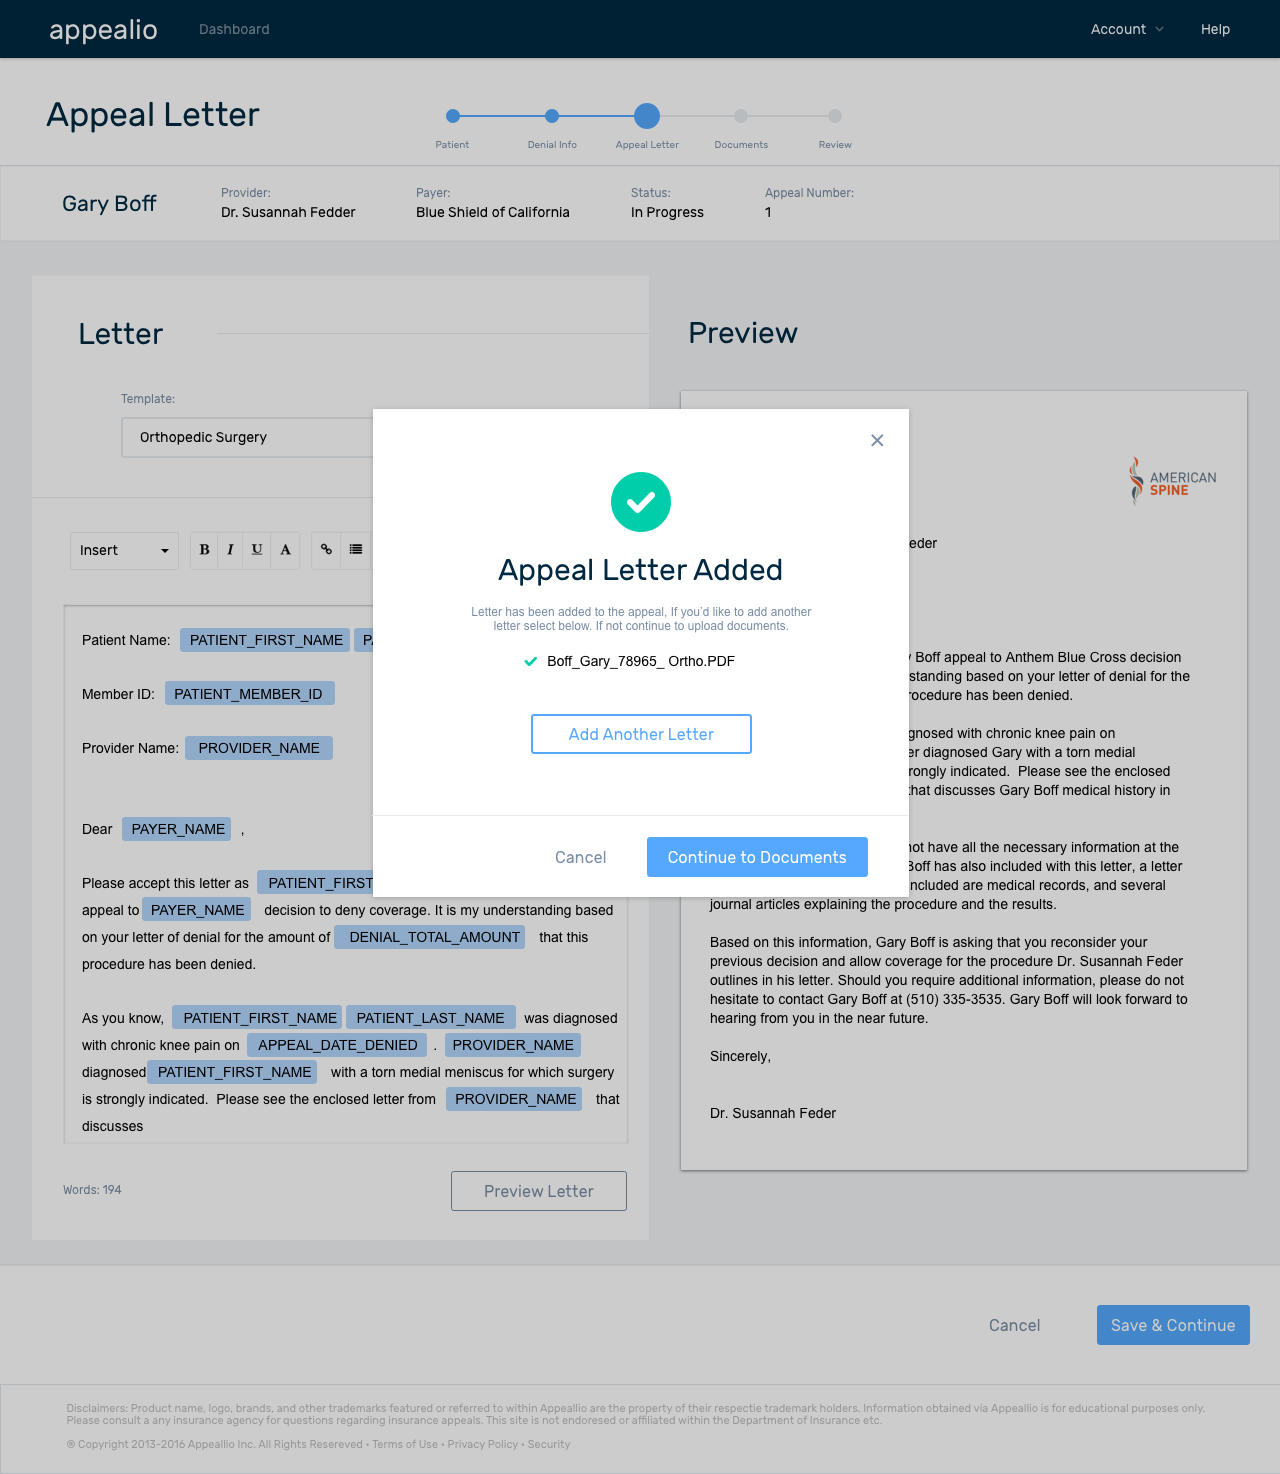 appealio
Dashboard
Account
Help
Appeal Letter
Patient
Denial Info
Appeal Letter
Documents
Review
Gary Boff
Provider:
Dr. Susannah Fedder
Payer:
Blue Shield of California
Status:
In Progress
Appeal Number:
1
Letter
Template:
Orthopedic Surgery
Insert
B I U A
Patient Name: PATIENT_FIRST_NAME
Member ID: PATIENT_MEMBER_ID
Provider Name: PROVIDER_NAME
Dear PAYER_NAME ,
Please accept this letter as PATIENT_FIRST
appeal to PAYER_NAME decision to deny coverage. It is my understanding based
on your letter of denial for the amount of DENIAL_TOTAL_AMOUNT that this
procedure has been denied.
As you know, PATIENT_FIRST_NAME PATIENT_LAST_NAME was diagnosed
with chronic knee pain on APPEAL_DATE_DENIED . PROVIDER_NAME
diagnosed PATIENT_FIRST_NAME with a torn medial meniscus for which surgery
is strongly indicated. Please see the enclosed letter from PROVIDER_NAME that
discusses
Words: 194
Preview Letter
Appeal Letter Added
Letter has been added to the appeal, If you'd like to add another
letter select below. If not continue to upload documents.
Boff_Gary_78965_ Ortho.PDF
Add Another Letter
Cancel
Continue to Documents
Preview
AMERICAN
SPINE
eder
Boff appeal to Anthem Blue Cross decision
standing based on your letter of denial for the
rocedure has been denied.
gnosed with chronic knee pain on
er diagnosed Gary with a torn medial
rongly indicated. Please see the enclosed
that discusses Gary Boff medical history in
not have all the necessary information at the
Boff has also included with this letter, a letter
ncluded are medical records, and several
journal articles explaining the procedure and the results.
Based on this information, Gary Boff is asking that you reconsider your
previous decision and allow coverage for the procedure Dr. Susannah Feder
outlines in his letter. Should you require additional information, please do not
hesitate to contact Gary Boff at (510) 335-3535. Gary Boff will look forward to
hearing from you in the near future.
Sincerely,
Dr. Susannah Feder
Cancel
Save & Continue
Disclaimers: Product name, logo, brands, and other trademarks featured or referred to within Appeallio are the property of their respectie trademark holders. Information obtained via Appeallio is for educational purposes only.
Please consult a any insurance agency for questions regarding insurance appeals. This site is not endoresed or affiliated within the Department of Insurance etc.
® Copyright 2013-2016 Appeallio Inc. All Rights Resereved • Terms of Use • Privacy Policy • Security